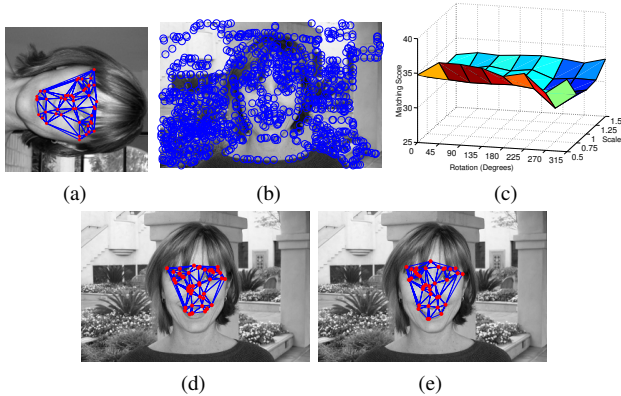 40
35
30
25
Matching Score
0 45 90 135 180 225 270 315
Rotation (Degrees)
0.5 0.75 1 1.25 1.5
Scale
(a) (b) (c)
(d) (e)